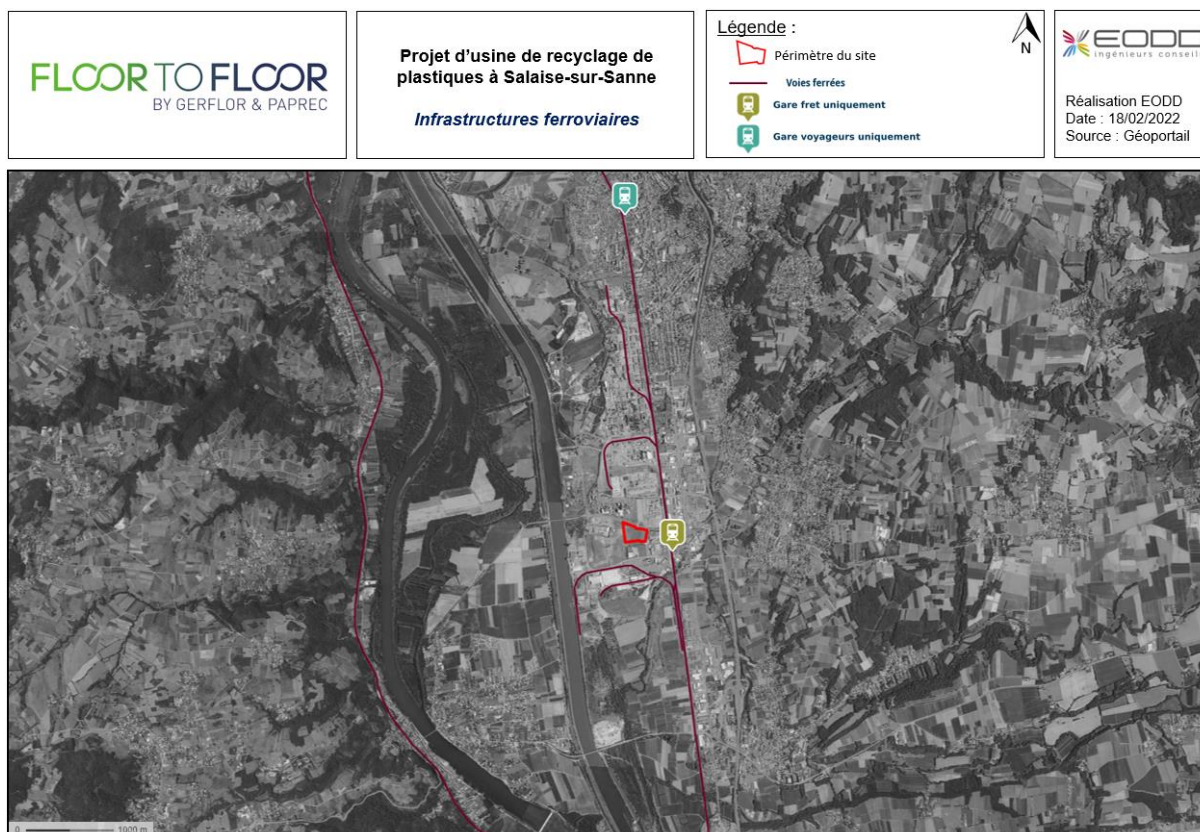 FLOOR TO FLOOR
BY GERFLOR & PAPREC
Projet d'usine de recyclage de
plastiques à Salaise-sur-Sanne
Infrastructures ferroviaires
Légende :
Périmètre du site
Voies ferrées
Gare fret uniquement
Gare voyageurs uniquement
N
EODD
ingénieurs conseils
Réalisation EODD
Date : 18/02/2022
Source : Géoportail
0 1000 m